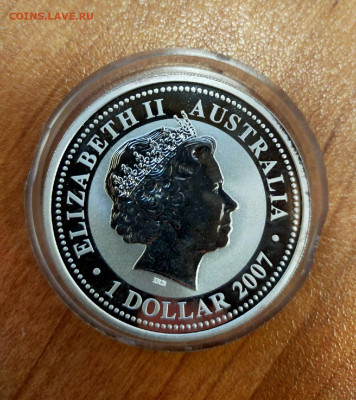 COINS.LAVE.RU
ELIZABETH II AUSTRALIA
1 DOLLAR 2007